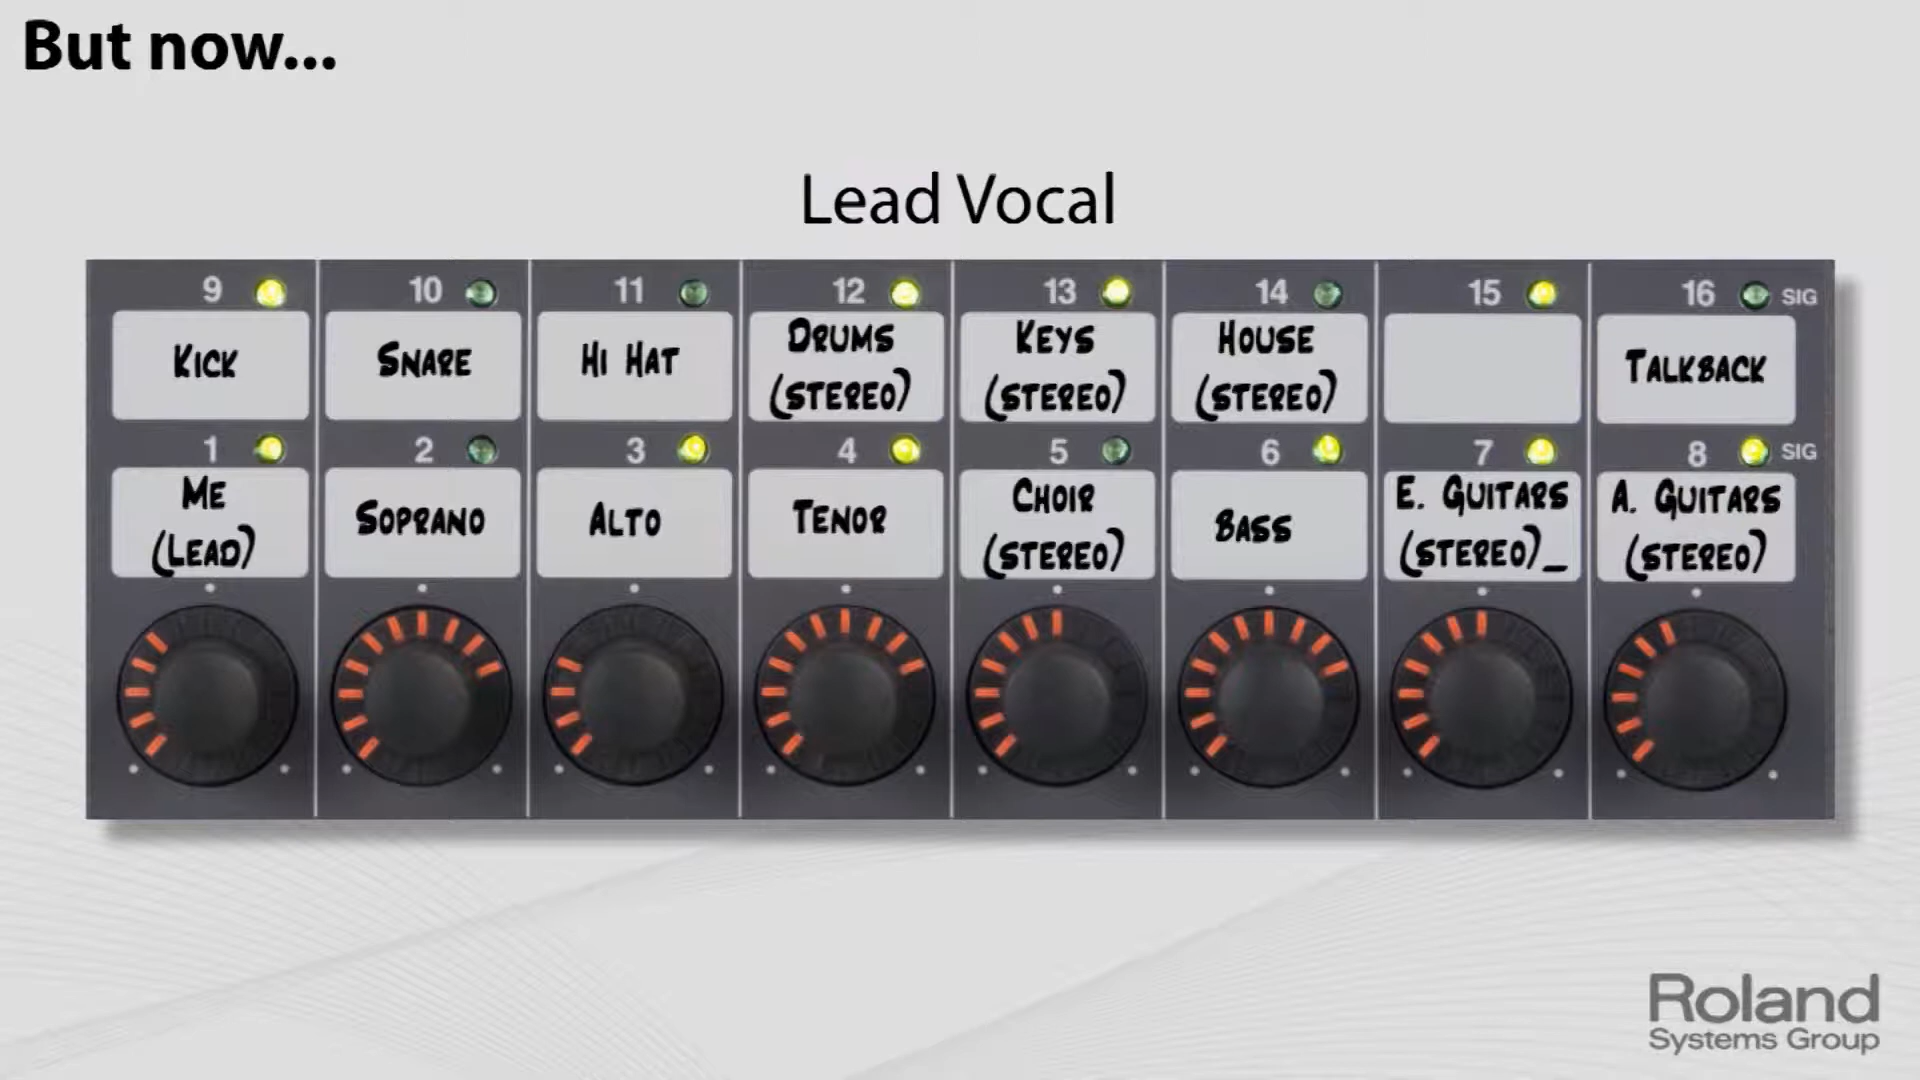 But now...
Lead Vocal
9 10 11 12 13 14 15 16 SIG
Kick
Snare
Hi Hat
Drums
(stereo)
Keys
(stereo)
House
(stereo)
Talkback
1 2 3 4 5 6 7 8 SIG
Me
(Lead)
Soprano
Alto
Tenor
Choir
(stereo)
Bass
E. Guitars
(stereo)_
A. Guitars
(stereo)
Roland
Systems Group